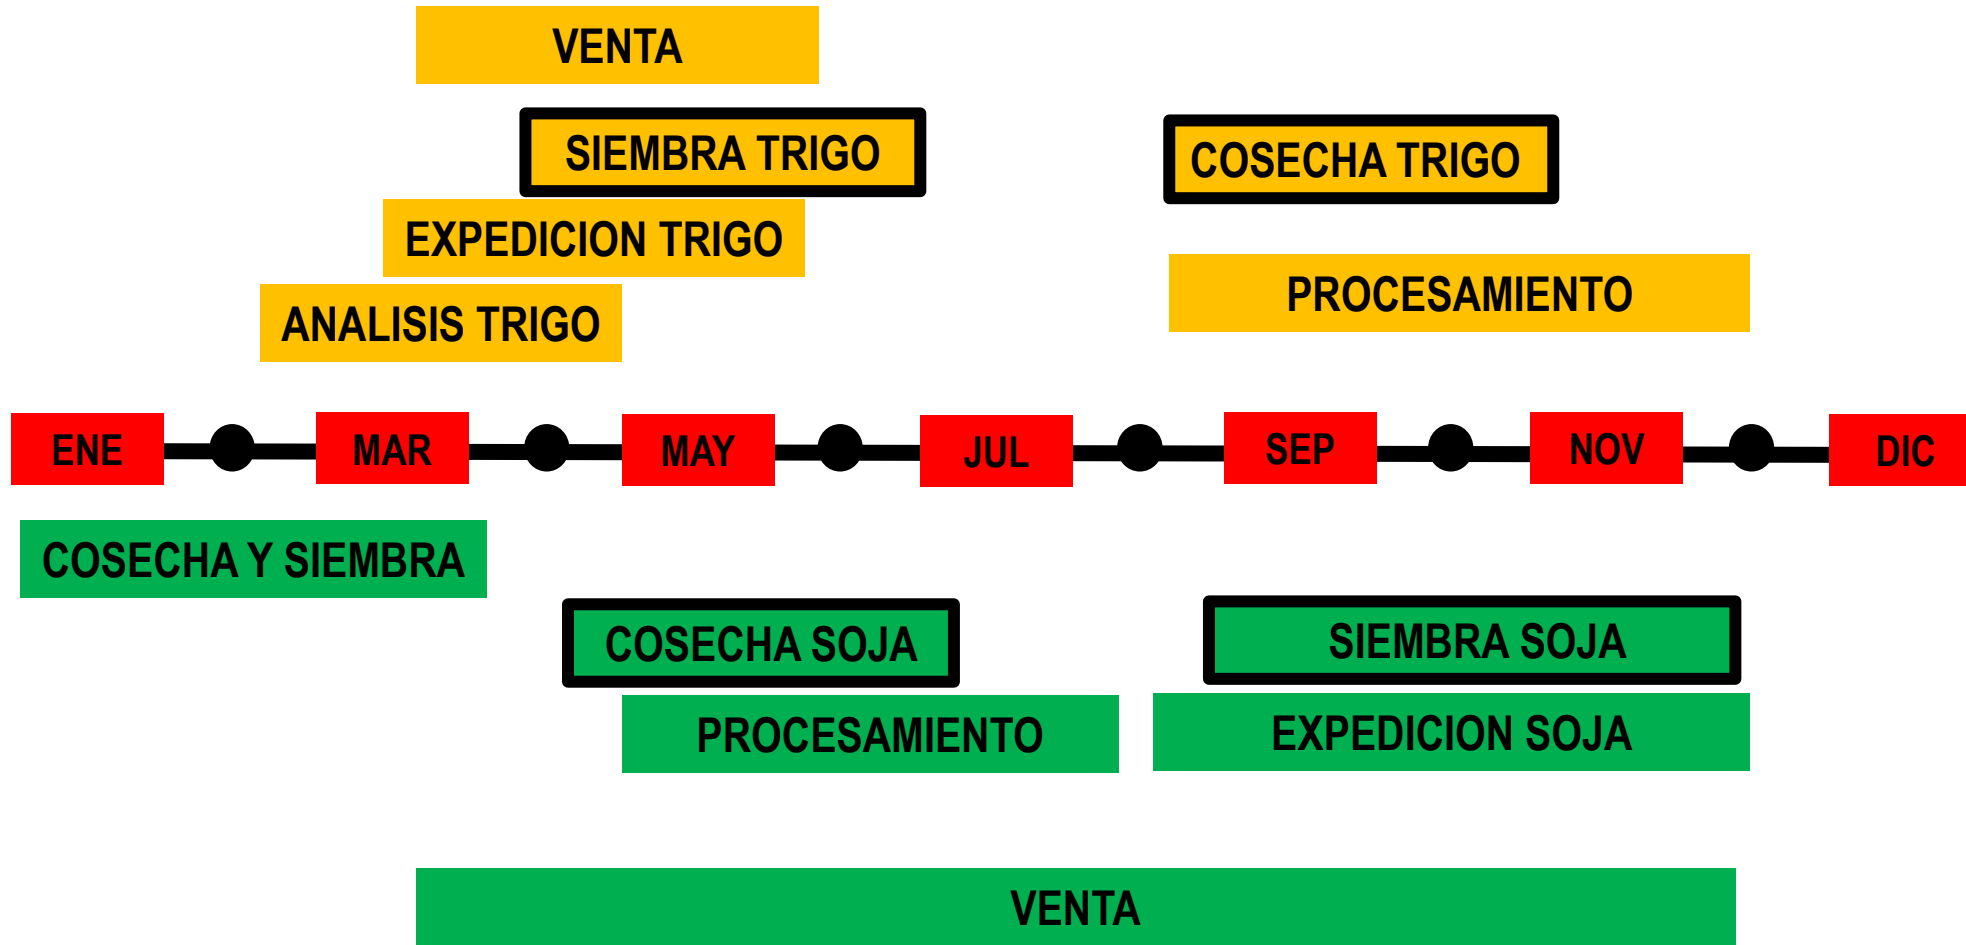 VENTA
SIEMBRA TRIGO
COSECHA TRIGO
EXPEDICION TRIGO
PROCESAMIENTO
ANALISIS TRIGO
ENE
MAR
MAY
JUL
SEP
NOV
DIC
COSECHA Y SIEMBRA
COSECHA SOJA
SIEMBRA SOJA
PROCESAMIENTO
EXPEDICION SOJA
VENTA